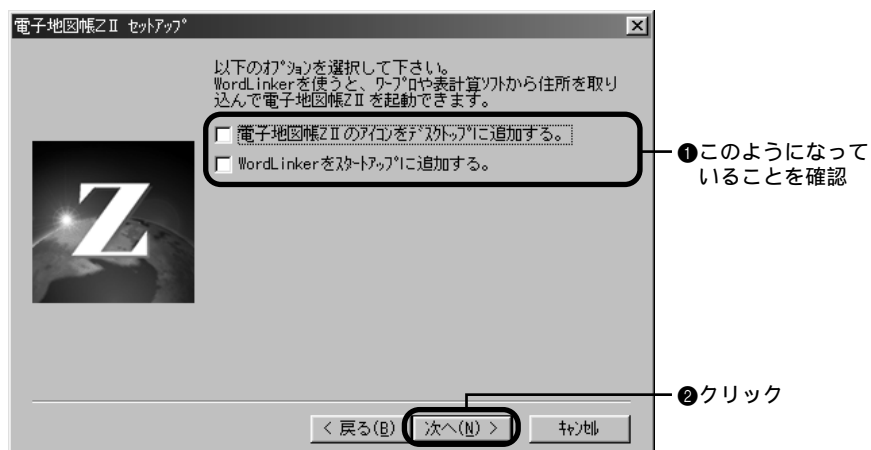 電子地図帳ZⅡ ｾｯﾄｱｯﾌﾟ
以下のｵﾌﾟｼｮﾝを選択して下さい。
WordLinkerを使うと、ﾜｰﾌﾟﾛや表計算ｿﾌﾄから住所を取り
込んで電子地図帳ZⅡ を起動できます。
電子地図帳ZⅡ のｱｲｺﾝをﾃﾞｽｸﾄｯﾌﾟに追加する。
WordLinkerをｽﾀｰﾄｱｯﾌﾟに追加する。
❶このようになって
いることを確認
Z
❷クリック
< 戻る(B)
次へ(N) >
ｷｬﾝｾﾙ